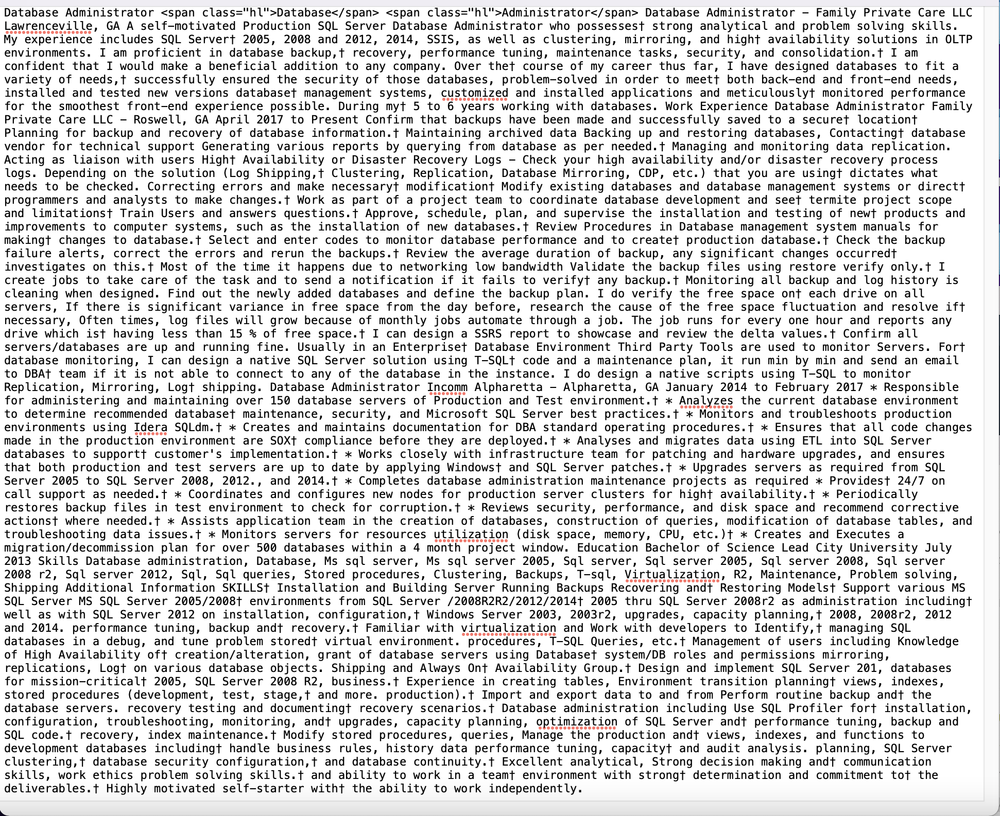 Database Administrator <span class="hl">Database</span> <span class="hl">Administrator</span> Database Administrator – Family Private Care LLC
Lawrenceville, GA A self-motivated Production SQL Server Database Administrator who possesses† strong analytical and problem solving skills.
My experience includes SQL Server† 2005, 2008 and 2012, 2014, SSIS, as well as clustering, mirroring, and high† availability solutions in OLTP
environments. I am proficient in database backup,† recovery, performance tuning, maintenance tasks, security, and consolidation.† I am
confident that I would make a beneficial addition to any company. Over the† course of my career thus far, I have designed databases to fit a
variety of needs,† successfully ensured the security of those databases, problem-solved in order to meet† both back-end and front-end needs,
installed and tested new versions database† management systems, customized and installed applications and meticulously† monitored performance
for the smoothest front-end experience possible. During my† 5 to 6 years working with databases. Work Experience Database Administrator Family
Private Care LLC – Roswell, GA April 2017 to Present Confirm that backups have been made and successfully saved to a secure† location†
Planning for backup and recovery of database information.† Maintaining archived data Backing up and restoring databases, Contacting† database
vendor for technical support Generating various reports by querying from database as per needed.† Managing and monitoring data replication.
Acting as liaison with users High† Availability or Disaster Recovery Logs – Check your high availability and/or disaster recovery process
logs. Depending on the solution (Log Shipping,† Clustering, Replication, Database Mirroring, CDP, etc.) that you are using† dictates what
needs to be checked. Correcting errors and make necessary† modification† Modify existing databases and database management systems or direct†
programmers and analysts to make changes.† Work as part of a project team to coordinate database development and see† termite project scope
and limitations† Train Users and answers questions.† Approve, schedule, plan, and supervise the installation and testing of new† products and
improvements to computer systems, such as the installation of new databases.† Review Procedures in Database management system manuals for
making† changes to database.† Select and enter codes to monitor database performance and to create† production database.† Check the backup
failure alerts, correct the errors and rerun the backups.† Review the average duration of backup, any significant changes occurred†
investigates on this.† Most of the time it happens due to networking low bandwidth Validate the backup files using restore verify only.† I
create jobs to take care of the task and to send a notification if it fails to verify† any backup.† Monitoring all backup and log history is
cleaning when designed. Find out the newly added databases and define the backup plan. I do verify the free space on† each drive on all
servers, If there is significant variance in free space from the day before, research the cause of the free space fluctuation and resolve if†
necessary, Often times, log files will grow because of monthly jobs automate through a job. The job runs for every one hour and reports any
drive which is† having less than 15 % of free space.† I can design a SSRS report to showcase and review the delta values.† Confirm all
servers/databases are up and running fine. Usually in an Enterprise† Database Environment Third Party Tools are used to monitor Servers. For†
database monitoring, I can design a native SQL Server solution using T-SQL† code and a maintenance plan, it run min by min and send an email
to DBA† team if it is not able to connect to any of the database in the instance. I do design a native scripts using T-SQL to monitor
Replication, Mirroring, Log† shipping. Database Administrator Incomm Alpharetta – Alpharetta, GA January 2014 to February 2017 * Responsible
for administering and maintaining over 150 database servers of Production and Test environment.† * Analyzes the current database environment
to determine recommended database† maintenance, security, and Microsoft SQL Server best practices.† * Monitors and troubleshoots production
environments using Idera SQLdm.† * Creates and maintains documentation for DBA standard operating procedures.† * Ensures that all code changes
made in the production environment are SOX† compliance before they are deployed.† * Analyses and migrates data using ETL into SQL Server
databases to support† customer's implementation.† * Works closely with infrastructure team for patching and hardware upgrades, and ensures
that both production and test servers are up to date by applying Windows† and SQL Server patches.† * Upgrades servers as required from SQL
Server 2005 to SQL Server 2008, 2012., and 2014.† * Completes database administration maintenance projects as required * Provides† 24/7 on
call support as needed.† * Coordinates and configures new nodes for production server clusters for high† availability.† * Periodically
restores backup files in test environment to check for corruption.† * Reviews security, performance, and disk space and recommend corrective
actions† where needed.† * Assists application team in the creation of databases, construction of queries, modification of database tables, and
troubleshooting data issues.† * Monitors servers for resources utilization (disk space, memory, CPU, etc.)† * Creates and Executes a
migration/decommission plan for over 500 databases within a 4 month project window. Education Bachelor of Science Lead City University July
2013 Skills Database administration, Database, Ms sql server, Ms sql server 2005, Sql server, Sql server 2005, Sql server 2008, Sql server
2008 r2, Sql server 2012, Sql, Sql queries, Stored procedures, Clustering, Backups, T-sql, Virtualization, R2, Maintenance, Problem solving,
Shipping Additional Information SKILLS† Installation and Building Server Running Backups Recovering and† Restoring Models† Support various MS
SQL Server MS SQL Server 2005/2008† environments from SQL Server /2008R2R2/2012/2014† 2005 thru SQL Server 2008r2 as administration including†
well as with SQL Server 2012 on installation, configuration,† Windows Server 2003, 2003r2, upgrades, capacity planning,† 2008, 2008r2, 2012
and 2014. performance tuning, backup and† recovery.† Familiar with virtualization and Work with developers to Identify,† managing SQL
databases in a debug, and tune problem stored† virtual environment. procedures, T-SQL Queries, etc.† Management of users including Knowledge
of High Availability of† creation/alteration, grant of database servers using Database† system/DB roles and permissions mirroring,
replications, Log† on various database objects. Shipping and Always On† Availability Group.† Design and implement SQL Server 201, databases
for mission-critical† 2005, SQL Server 2008 R2, business.† Experience in creating tables, Environment transition planning† views, indexes,
stored procedures (development, test, stage,† and more. production).† Import and export data to and from Perform routine backup and† the
database servers. recovery testing and documenting† recovery scenarios.† Database administration including Use SQL Profiler for† installation,
configuration, troubleshooting, monitoring, and† upgrades, capacity planning, optimization of SQL Server and† performance tuning, backup and
SQL code.† recovery, index maintenance.† Modify stored procedures, queries, Manage the production and† views, indexes, and functions to
development databases including† handle business rules, history data performance tuning, capacity† and audit analysis. planning, SQL Server
clustering,† database security configuration,† and database continuity.† Excellent analytical, Strong decision making and† communication
skills, work ethics problem solving skills.† and ability to work in a team† environment with strong† determination and commitment to† the
deliverables.† Highly motivated self-starter with† the ability to work independently.